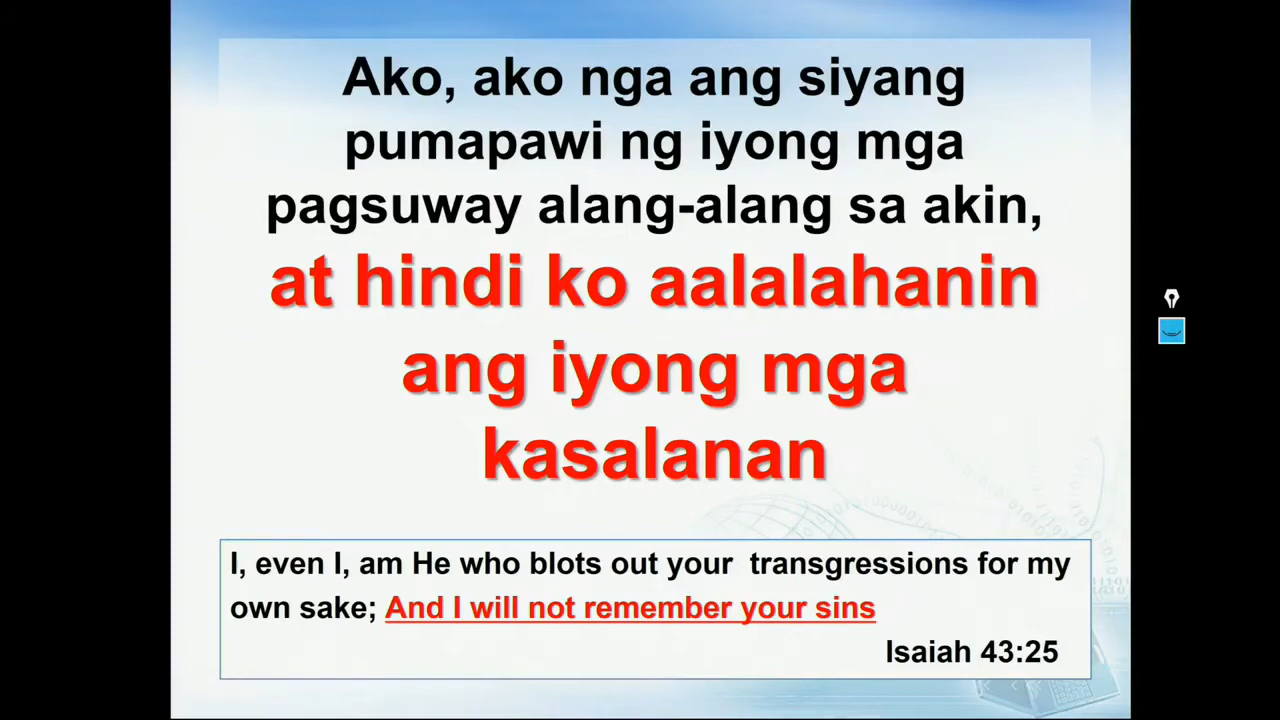 Ako, ako nga ang siyang
pumapawi ng iyong mga
pagsuway alang-alang sa akin,
at hindi ko aalalahanin
ang iyong mga
kasalanan
I, even I, am He who blots out your  transgressions for my
own sake; And I will not remember your sins
Isaiah 43:25